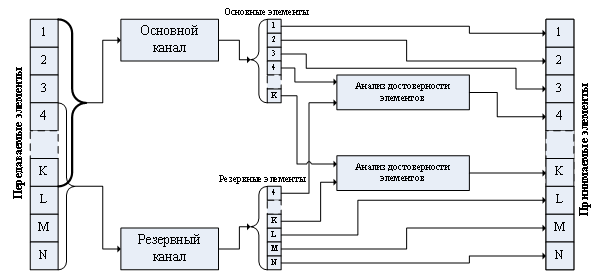 Передаваемые элементы
1
2
3
4
K
L
M
N
Основной
канал
Резервный
канал
Основные элементы
1
2
3
4
K
Резервные элементы
4
K
L
M
N
Анализ достоверности
элементов
Анализ достоверности
элементов
1
2
3
4
K
L
M
N
Принимаемые элементы